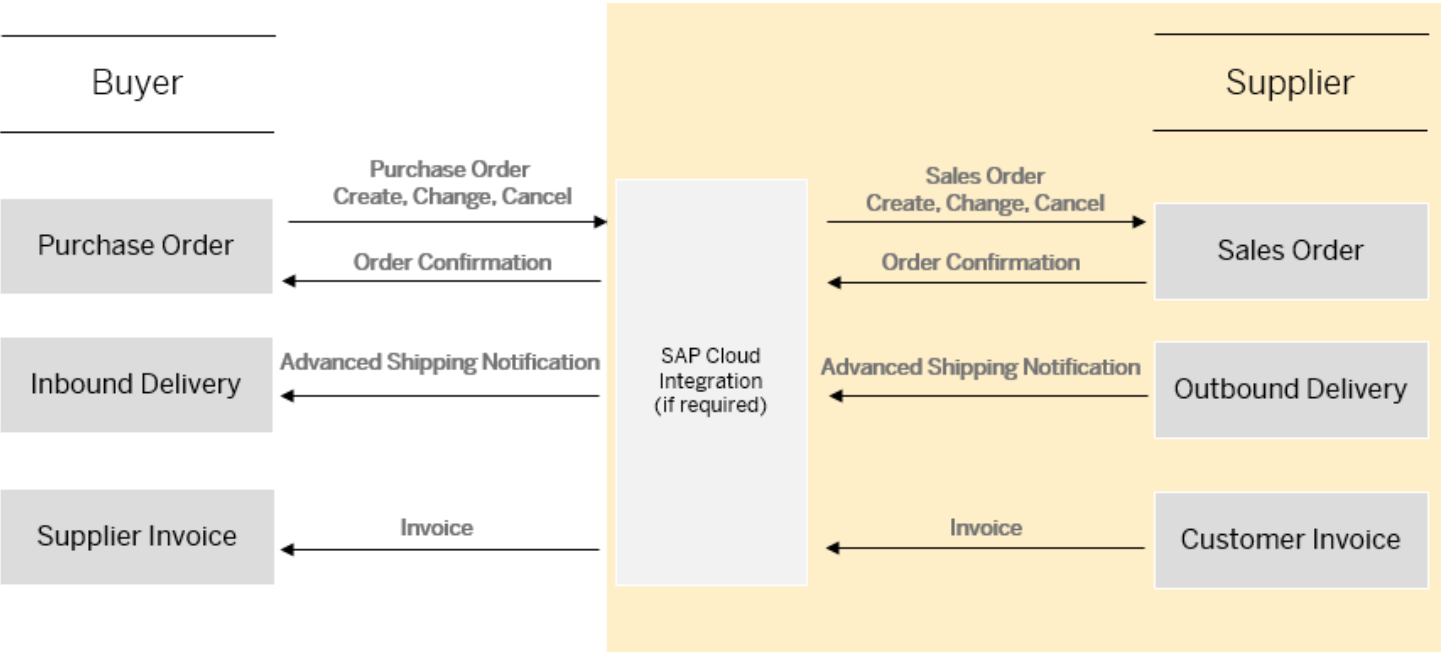 Buyer
Supplier
Purchase Order
Create, Change, Cancel
Sales Order
Create, Change, Cancel
Purchase Order
Order Confirmation
Order Confirmation
Sales Order
Advanced Shipping Notification
Advanced Shipping Notification
Inbound Delivery
SAP Cloud
Integration
(if required)
Outbound Delivery
Supplier Invoice
Invoice
Invoice
Customer Invoice